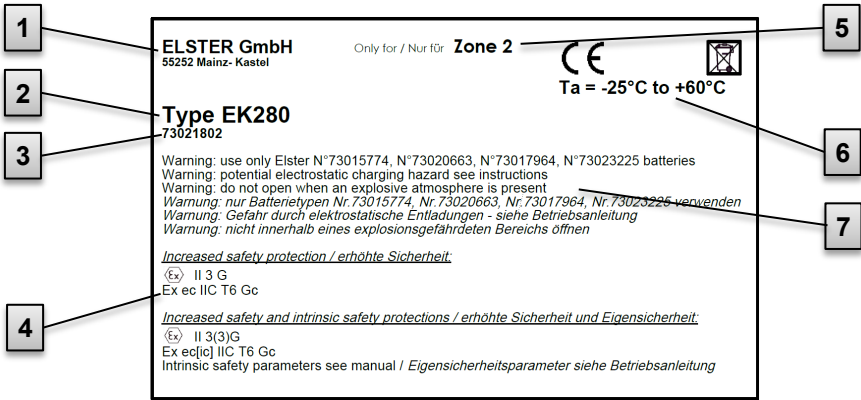 1
5
ELSTER GmbH
Only for / Nur für Zone 2
55252 Mainz- Kastel
CE
Ta = -25°C to +60°C
2
Type EK280
6
3
73021802
Warning: use only Elster N°73015774, N°73020663, N°73017964, N°73023225 batteries
Warning: potential electrostatic charging hazard see instructions
Warning: do not open when an explosive atmosphere is present
Warnung: nur Batterietypen Nr.73015774, Nr.73020663, Nr.73017964, Nr.73023225 verwenden
7
Warnung: Gefahr durch elektrostatische Entladungen - siehe Betriebsanleitung
Warnung: nicht innerhalb eines explosionsgefährdeten Bereichs öffnen
Increased safety protection / erhöhte Sicherheit:
Ex II 3 G
Ex ec IIC T6 Gc
4
Increased safety and intrinsic safety protections / erhöhte Sicherheit und Eigensicherheit:
Ex II 3(3)G
Ex ec[ic] IIC T6 Gc
Intrinsic safety parameters see manual / Eigensicherheitsparameter siehe Betriebsanleitung